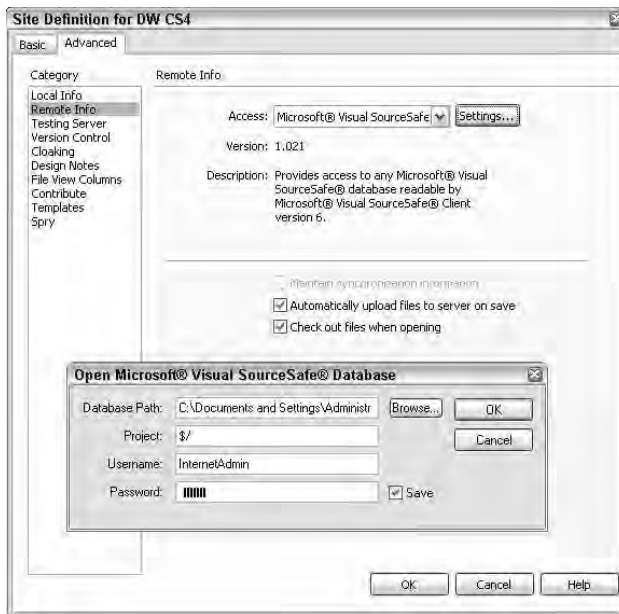 Site Definition for DW CS4
Basic
Advanced
Category
Remote Info
Local Info
Remote Info
Testing Server
Version Control
Cloaking
Design Notes
File View Columns
Contribute
Templates
Spry
Access: Microsoft® Visual SourceSafe Settings...
Version: 1.021
Description: Provides access to any Microsoft® Visual
SourceSafe® database readable by
Microsoft® Visual SourceSafe® Client
version 6.
Maintain synchronization information
Automatically upload files to server on save
Check out files when opening
Open Microsoft® Visual SourceSafe® Database
Database Path: C:\Documents and Settings\Administr Browse... OK
Project: $/ Cancel
Username: InternetAdmin
Password: Save
OK Cancel Help